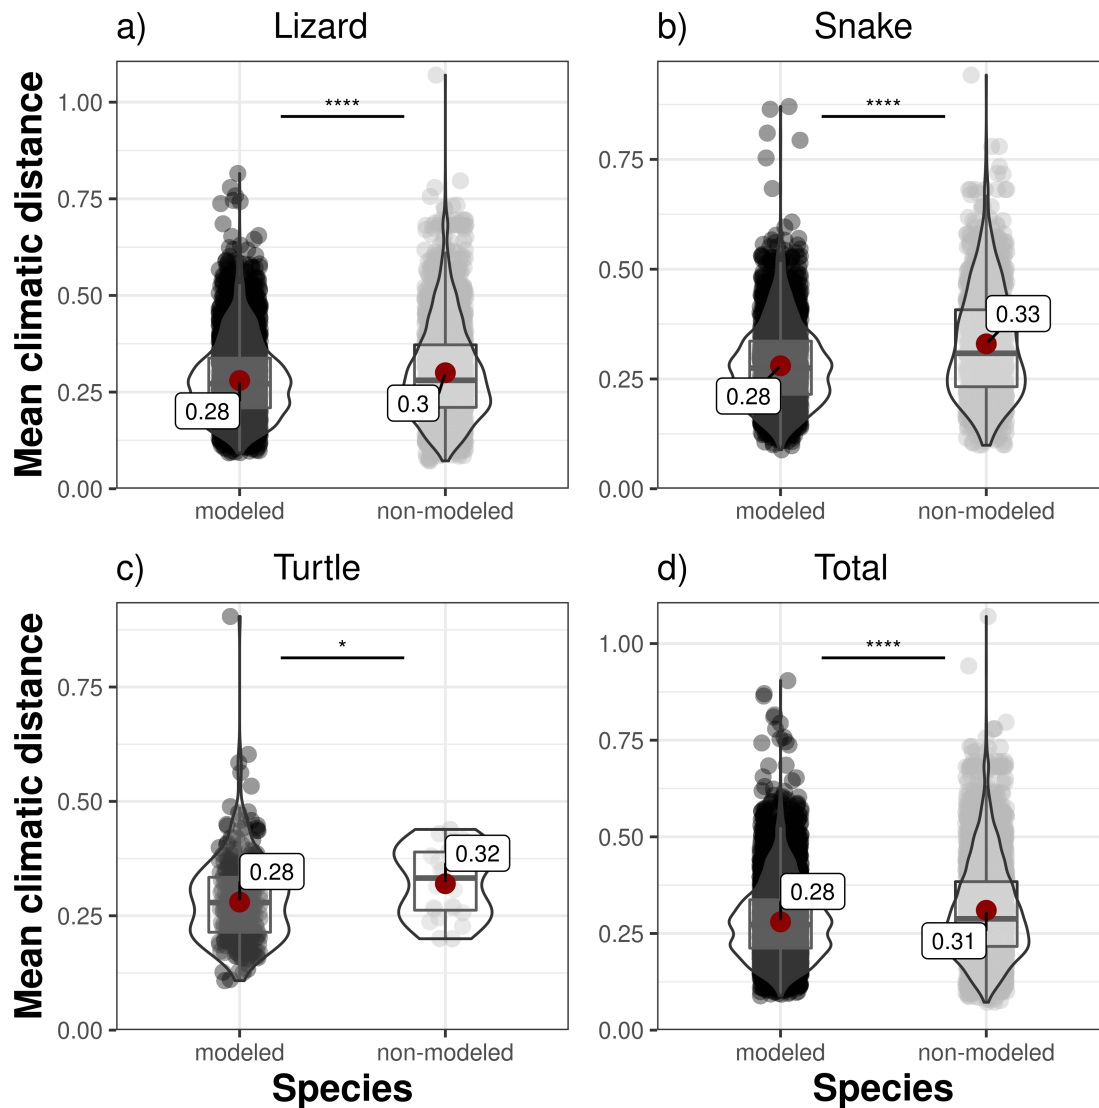 a) Lizard
b) Snake
Mean climatic distance
1.00
0.75
0.50
0.25
0.00
****
0.28
0.3
modeled
non-modeled
0.75
0.50
0.25
0.00
****
0.28
0.33
modeled
non-modeled
c) Turtle
d) Total
Mean climatic distance
0.75
0.50
0.25
0.00
*
0.28
0.32
modeled
non-modeled
Species
1.00
0.75
0.50
0.25
0.00
****
0.28
0.31
modeled
non-modeled
Species